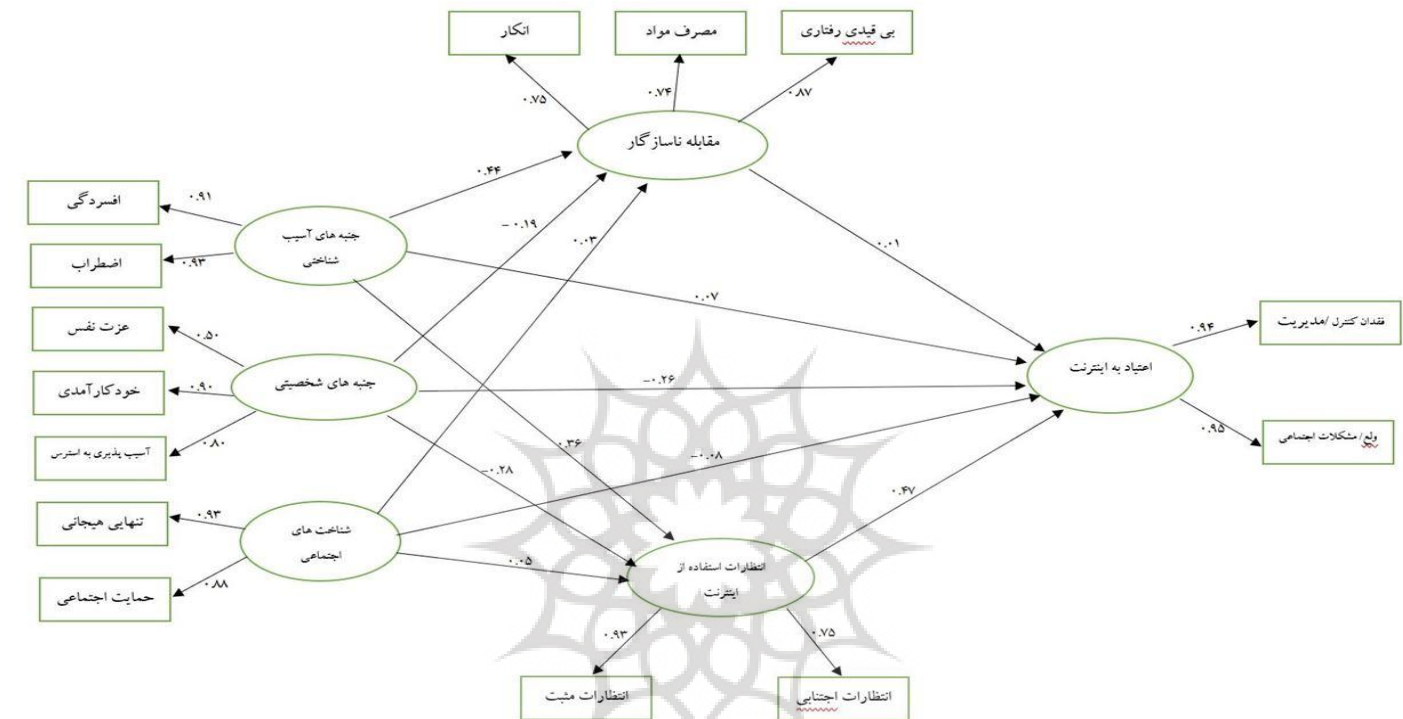 انکار
مصرف مواد
بی قیدی رفتاری
۰.۷۵
۰.۷۴
۰.۸۷
مقابله ناسازگار
۰.۴۴
افسردگی
۰.۹۱
جنبه های آسیب
شناختی
- ۰.۱۹
۰.۰۳
۰.۰۱
اضطراب
۰.۹۳
۰.۰۷
عزت نفس
۰.۵۰
فقدان کنترل /مدیریت
۰.۹۴
اعتیاد به اینترنت
خودکارآمدی
۰.۹۰
جنبه های شخصیتی
-۰.۲۶
آسیب پذیری به استرس
۰.۸۰
۰.۳۶
-۰.۰۸
ولع/ مشکلات اجتماعی
۰.۹۵
-۰.۲۸
۰.۴۷
تنهایی هیجانی
۰.۹۳
شناخت های
اجتماعی
۰.۰۵
انتظارات استفاده از
اینترنت
حمایت اجتماعی
۰.۸۸
۰.۹۳
۰.۷۵
انتظارات مثبت
انتظارات اجتنابی